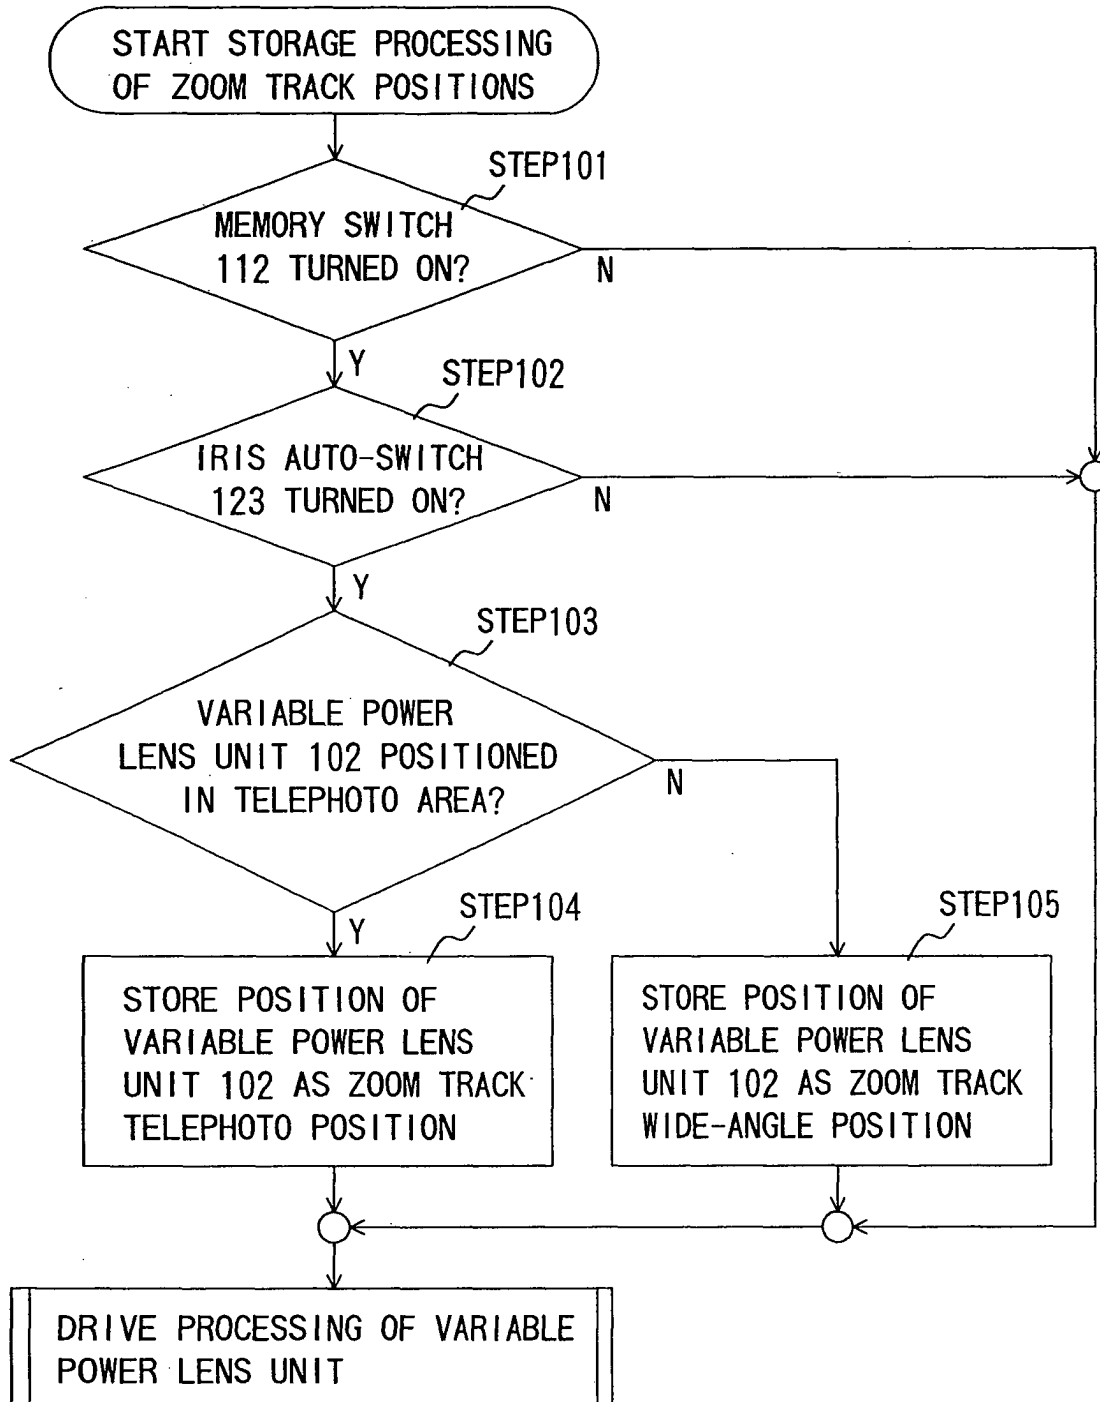 START STORAGE PROCESSING
OF ZOOM TRACK POSITIONS
STEP101
MEMORY SWITCH
112 TURNED ON?
N
Y
STEP102
IRIS AUTO-SWITCH
123 TURNED ON?
N
Y
STEP103
VARIABLE POWER
LENS UNIT 102 POSITIONED
IN TELEPHOTO AREA?
N
Y
STEP104
STORE POSITION OF
VARIABLE POWER LENS
UNIT 102 AS ZOOM TRACK
TELEPHOTO POSITION
STEP105
STORE POSITION OF
VARIABLE POWER LENS
UNIT 102 AS ZOOM TRACK
WIDE-ANGLE POSITION
DRIVE PROCESSING OF VARIABLE
POWER LENS UNIT